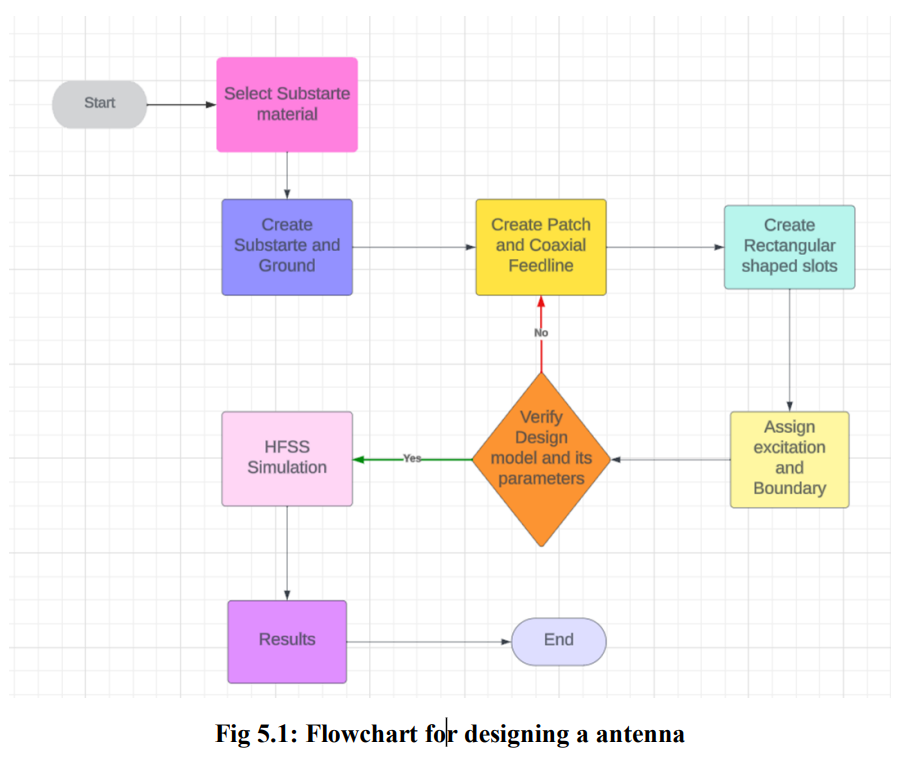 Start
Select Substarte
material
Create
Substarte and
Ground
Create Patch
and Coaxial
Feedline
Create
Rectangular
shaped slots
No
Assign
excitation
and
Boundary
Verify
Design
model and its
parameters
Yes
HFSS
Simulation
Results
End
Fig 5.1: Flowchart for designing a antenna